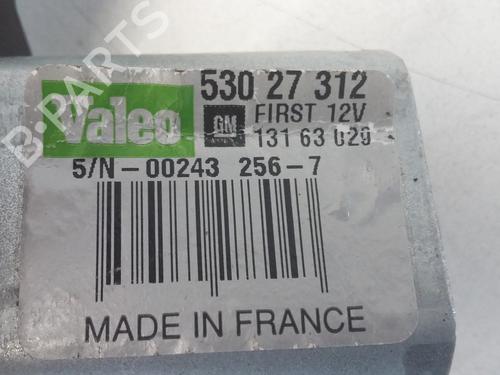 Valeo
530 27 312
GM
FIRST 12V
131 63 029
S/N-00243 256-7
MADE IN FRANCE
B-PARTS